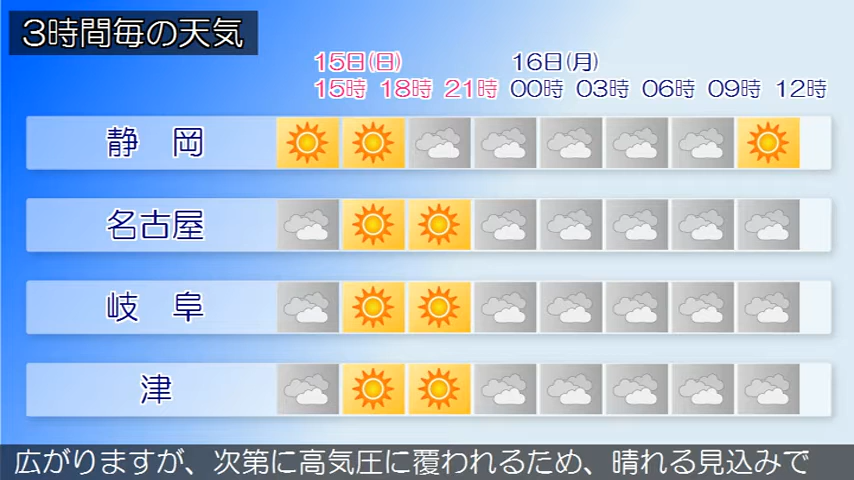 3時間毎の天気
15日(日) 16日(月)
15時 18時 21時 00時 03時 06時 09時 12時
静　岡
名古屋
岐　阜
津
広がりますが、次第に高気圧に覆われるため、晴れる見込みで